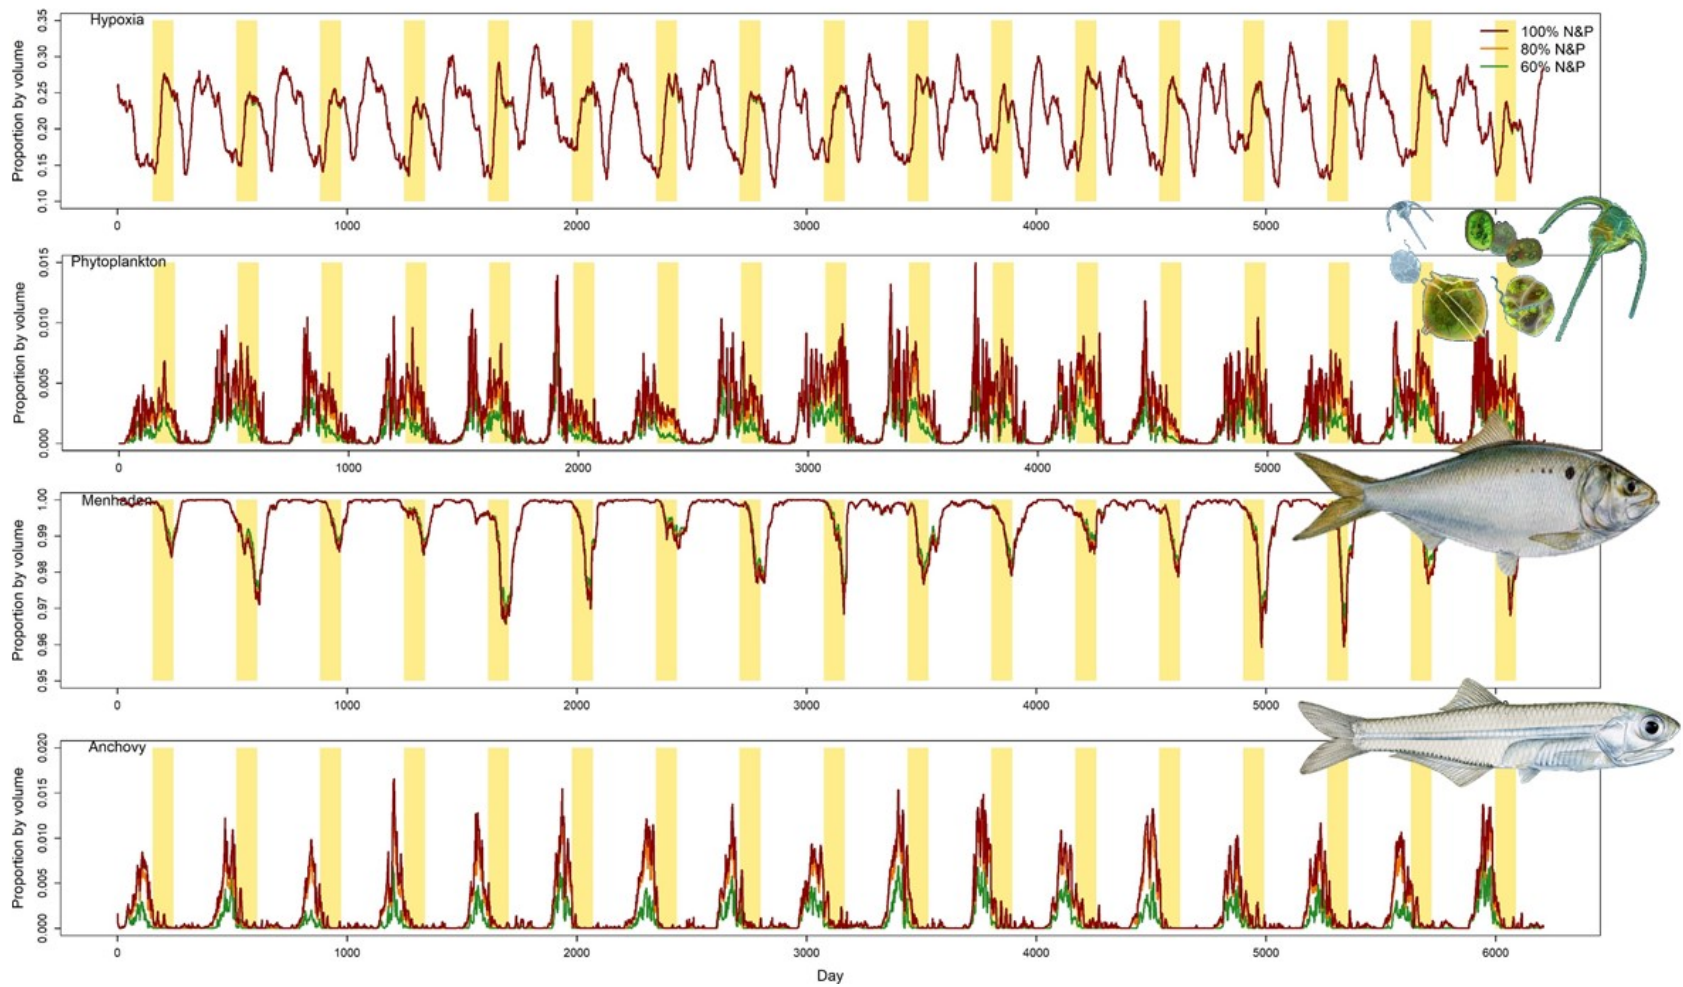 Hypoxia
100% N&P
80% N&P
60% N&P
Proportion by volume
0.35
0.30
0.25
0.20
0.15
0.10
0 1000 2000 3000 4000 5000
Phytoplankton
Proportion by volume
0.015
0.010
0.005
0.000
0 1000 2000 3000 4000 5000
Menhaden
Proportion by volume
1.00
0.99
0.98
0.97
0.96
0.95
0 1000 2000 3000 4000 5000
Anchovy
Proportion by volume
0.020
0.015
0.010
0.005
0.000
0 1000 2000 3000 4000 5000 6000
Day